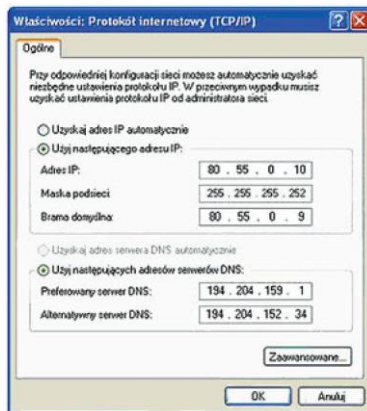 Właściwości: Protokół internetowy (TCP/IP)
Ogólne
Przy odpowiedniej konfiguracji sieci możesz automatycznie uzyskać
niezbędne ustawienia protokołu IP. W przeciwnym wypadku musisz
uzyskać ustawienia protokołu IP od administratora sieci.
Uzyskaj adres IP automatycznie
Użyj następującego adresu IP:
Adres IP: 80 . 55 . 0 . 10
Maska podsieci: 255 . 255 . 255 . 252
Brama domyślna: 80 . 55 . 0 . 9
Uzyskaj adres serwera DNS automatycznie
Użyj następujących adresów serwerów DNS:
Preferowany serwer DNS: 194 . 204 . 159 . 1
Alternatywny serwer DNS: 194 . 204 . 152 . 34
Zaawansowane...
OK Anuluj